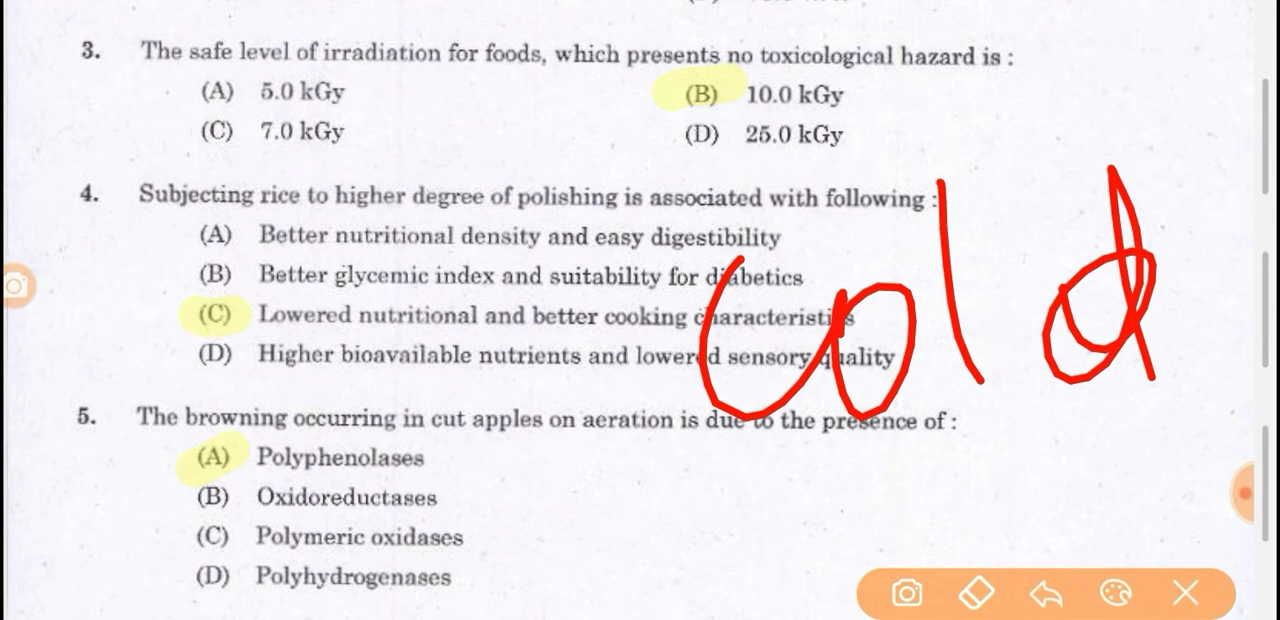 3. The safe level of irradiation for foods, which presents no toxicological hazard is :
(A) 5.0 kGy (B) 10.0 kGy
(C) 7.0 kGy (D) 25.0 kGy
4. Subjecting rice to higher degree of polishing is associated with following :
(A) Better nutritional density and easy digestibility
(B) Better glycemic index and suitability for diabetics
(C) Lowered nutritional and better cooking characteristics
(D) Higher bioavailable nutrients and lowered sensory quality
cold
5. The browning occurring in cut apples on aeration is due to the presence of :
(A) Polyphenolases
(B) Oxidoreductases
(C) Polymeric oxidases
(D) Polyhydrogenases